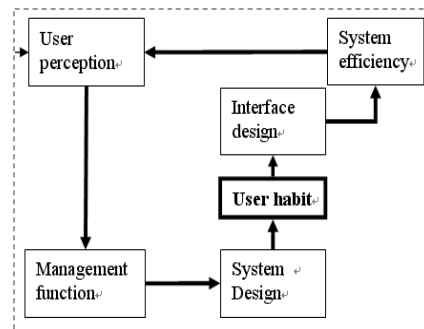 User
perception
System
efficiency
Interface
design
User habit
Management
function
System
Design